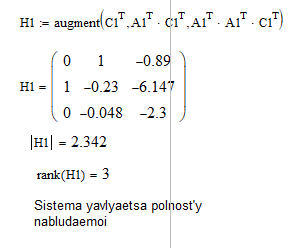 H1 := augment(C1ᵀ, A1ᵀ · C1ᵀ, A1ᵀ · A1ᵀ · C1ᵀ)
0 1 −0.89
H1 = 1 −0.23 −6.147
0 −0.048 −2.3
|H1| = 2.342
rank(H1) = 3
Sistema yavlyaetsa polnost'y
nabludaemoi